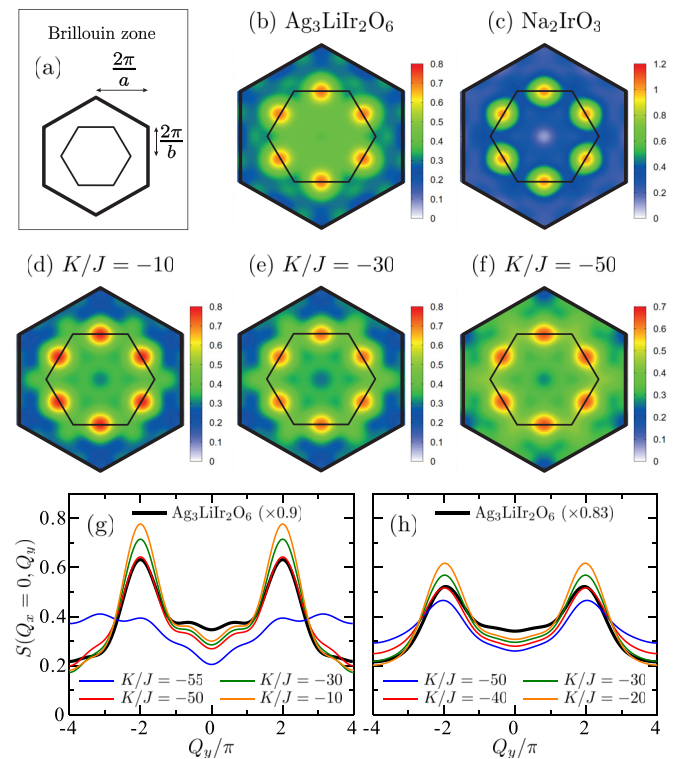 Brillouin zone
(a)
2π
a
2π
b
(b) Ag₃LiIr₂O₆
0.8
0.7
0.6
0.5
0.4
0.3
0.2
0.1
0
(c) Na₂IrO₃
1.2
1
0.8
0.6
0.4
0.2
0
(d) K/J = −10
0.8
0.7
0.6
0.5
0.4
0.3
0.2
0.1
0
(e) K/J = −30
0.8
0.7
0.6
0.5
0.4
0.3
0.2
0.1
0
(f) K/J = −50
0.7
0.6
0.5
0.4
0.3
0.2
0.1
0
(g)
Ag₃LiIr₂O₆ (×0.9)
S(Qₓ = 0, Q_y)
0.8
0.6
0.4
0.2
0
K/J = −55
K/J = −30
K/J = −50
K/J = −10
-4 -2 0 2 4
Q_y/π
(h)
Ag₃LiIr₂O₆ (×0.83)
K/J = −50
K/J = −30
K/J = −40
K/J = −20
-4 -2 0 2 4
Q_y/π